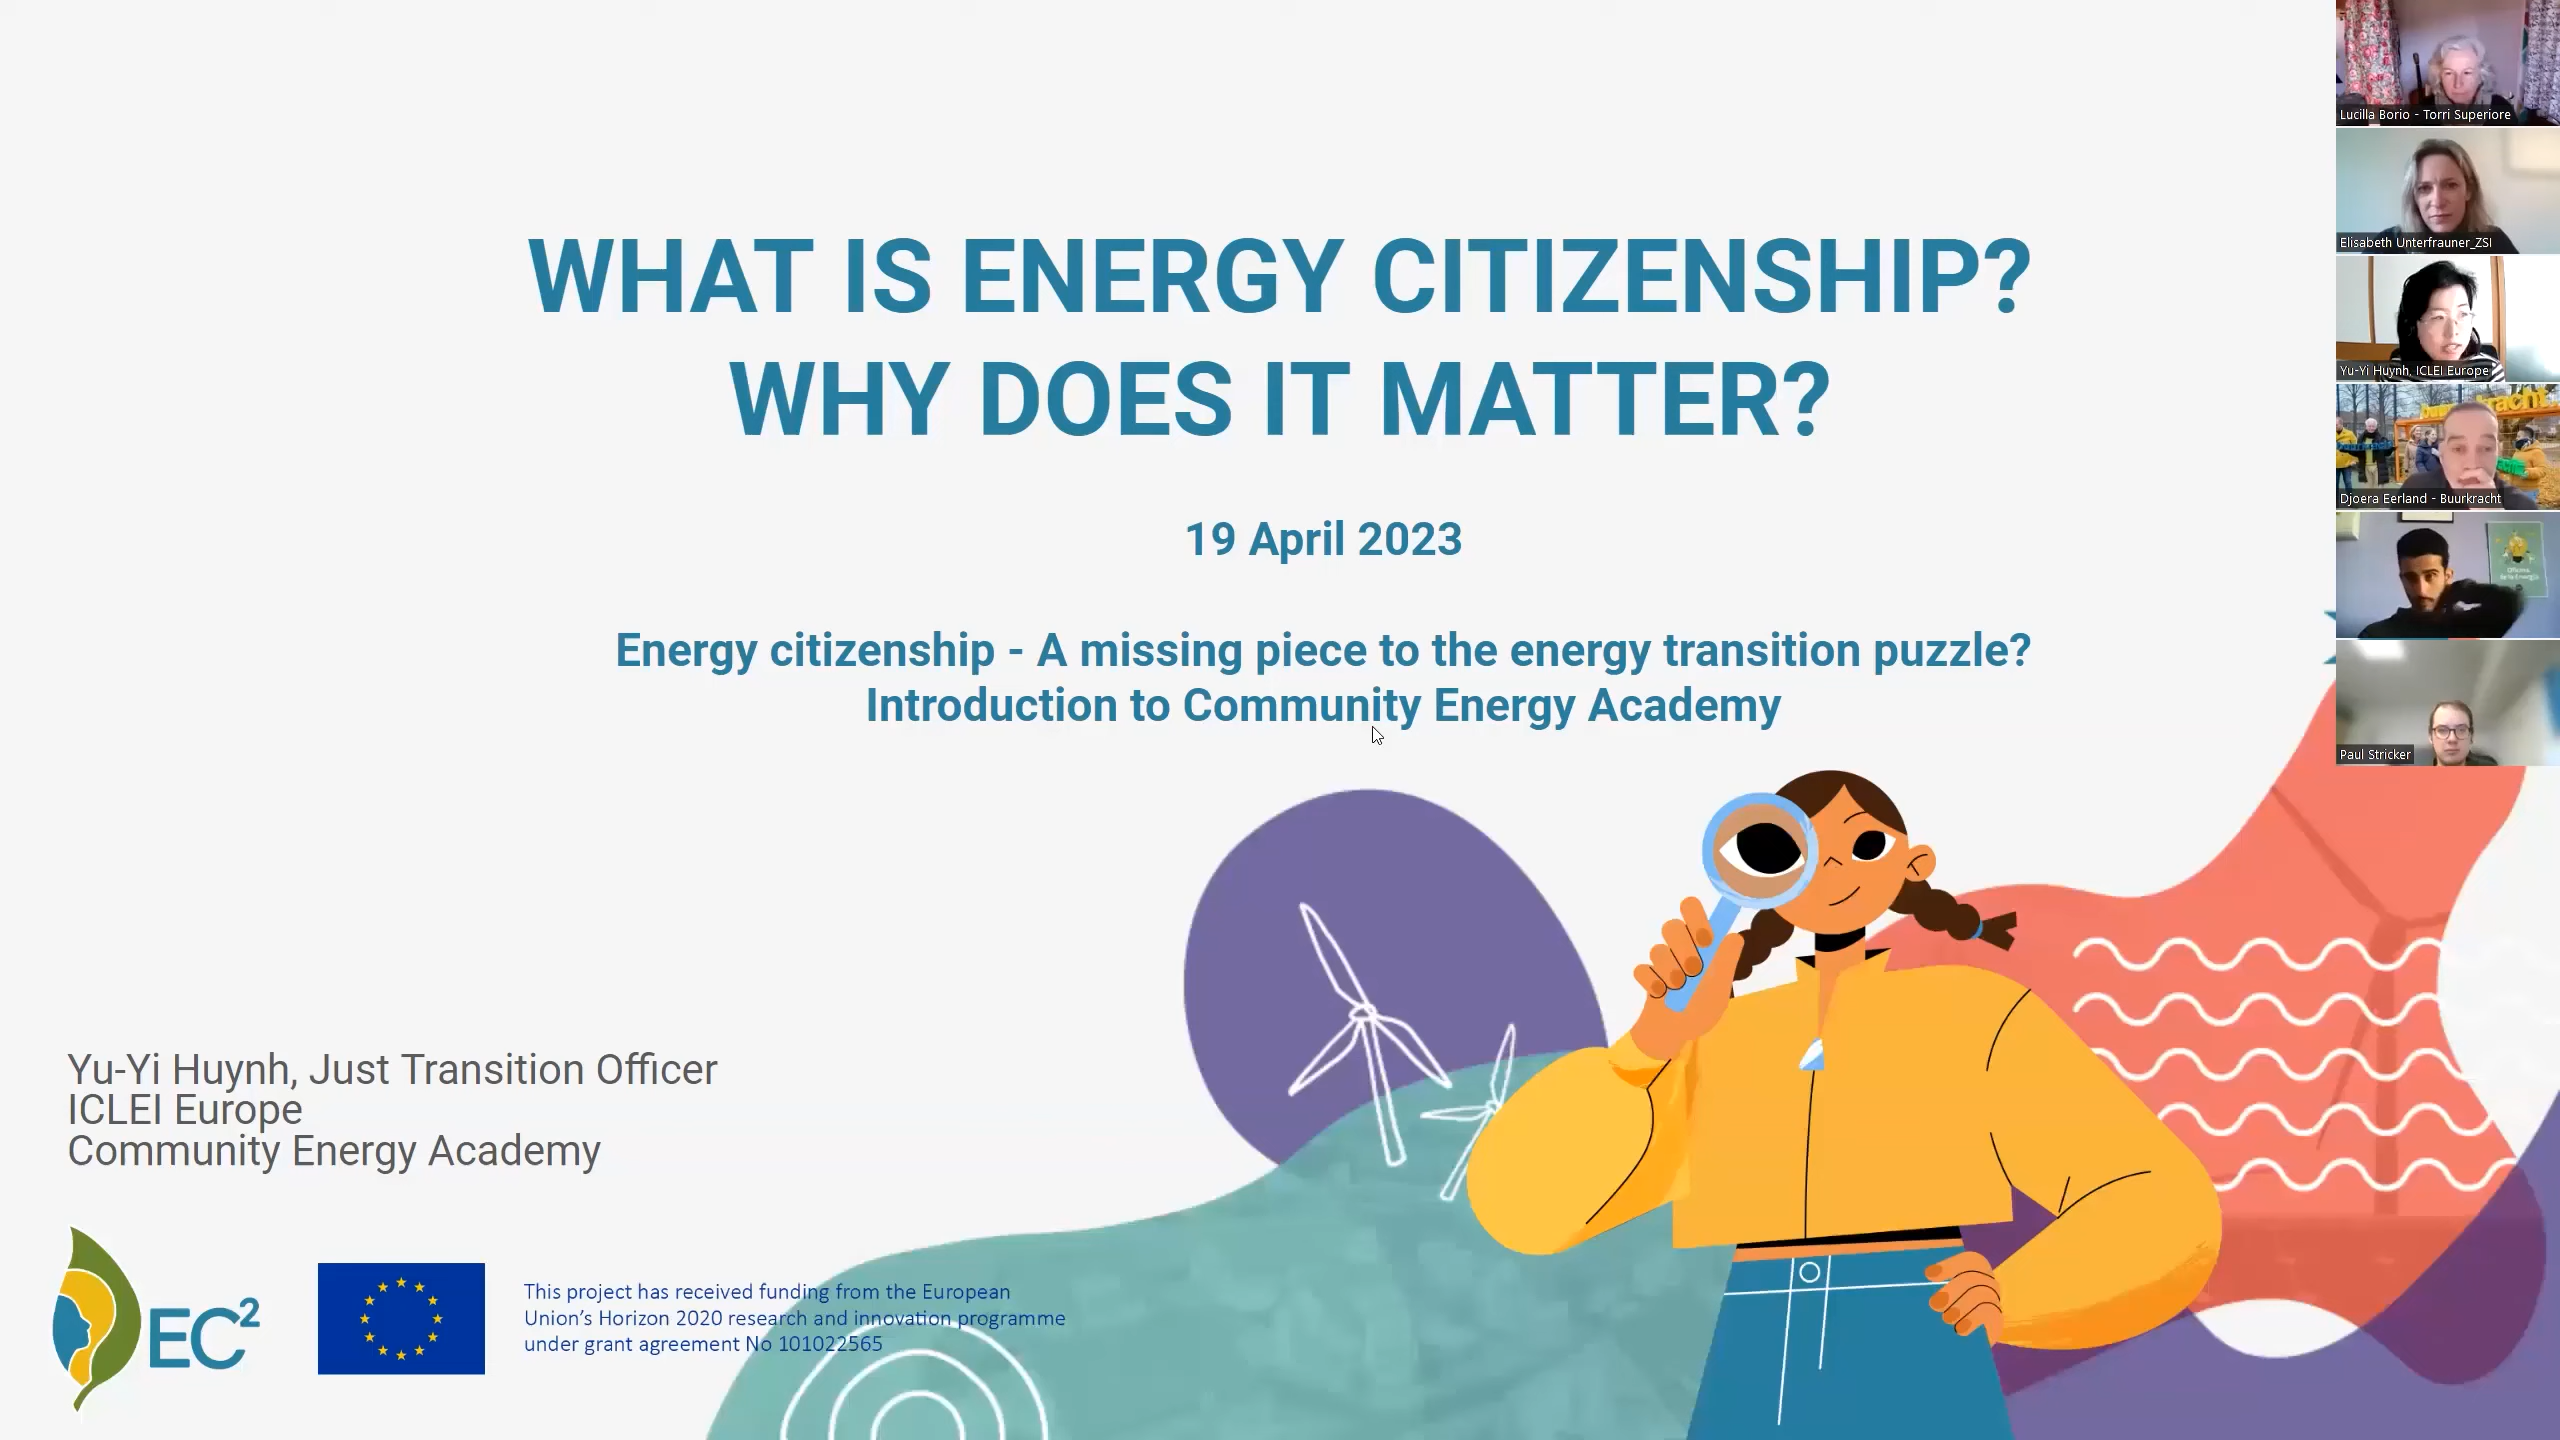 WHAT IS ENERGY CITIZENSHIP?
WHY DOES IT MATTER?
19 April 2023
Energy citizenship - A missing piece to the energy transition puzzle?
Introduction to Community Energy Academy
Yu-Yi Huynh, Just Transition Officer
ICLEI Europe
Community Energy Academy
EC²
This project has received funding from the European
Union’s Horizon 2020 research and innovation programme
under grant agreement No 101022565
Lucilla Borio - Torri Superiore
Elisabeth Unterfrauner_ZSI
Yu-Yi Huynh, ICLEI Europe
Djoera Eerland - Buurkracht
Paul Stricker